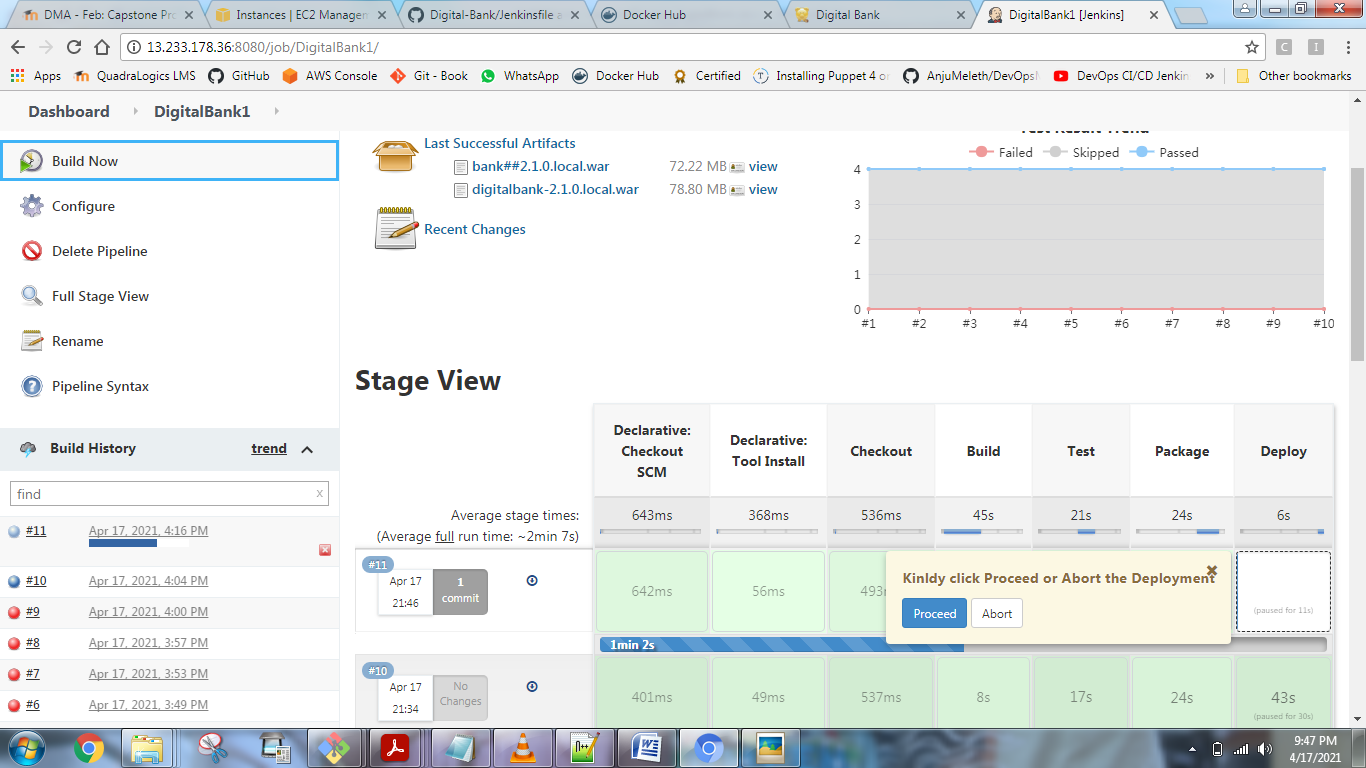 DMA - Feb: Capstone Pro
Instances | EC2 Managem
Digital-Bank/Jenkinsfile a
Docker Hub
Digital Bank
DigitalBank1 [Jenkins]
13.233.178.36:8080/job/DigitalBank1/
Apps
QuadraLogics LMS
GitHub
AWS Console
Git - Book
WhatsApp
Docker Hub
Certified
Installing Puppet 4 on
AnjuMeleth/DevOps
DevOps CI/CD Jenkin
»
Other bookmarks
Dashboard
DigitalBank1
Build Now
Configure
Delete Pipeline
Full Stage View
Rename
Pipeline Syntax
Build History
trend
find
x
#11
Apr 17, 2021, 4:16 PM
#10
Apr 17, 2021, 4:04 PM
#9
Apr 17, 2021, 4:00 PM
#8
Apr 17, 2021, 3:57 PM
#7
Apr 17, 2021, 3:53 PM
#6
Apr 17, 2021, 3:49 PM
Last Successful Artifacts
bank##2.1.0.local.war 72.22 MB view
digitalbank-2.1.0.local.war 78.80 MB view
Recent Changes
Test Result Trend
Failed Skipped Passed
4
3
2
1
0
#1 #2 #3 #4 #5 #6 #7 #8 #9 #10
Stage View
Declarative: Checkout SCM
Declarative: Tool Install
Checkout
Build
Test
Package
Deploy
Average stage times:
(Average full run time: ~2min 7s)
643ms 368ms 536ms 45s 21s 24s 6s
#11
Apr 17
21:46
1
commit
642ms 56ms 493
Kinldy click Proceed or Abort the Deployment
Proceed
Abort
(paused for 11s)
1min 2s
#10
Apr 17
21:34
No
Changes
401ms 49ms 537ms 8s 17s 24s 43s
(paused for 30s)
9:47 PM
4/17/2021